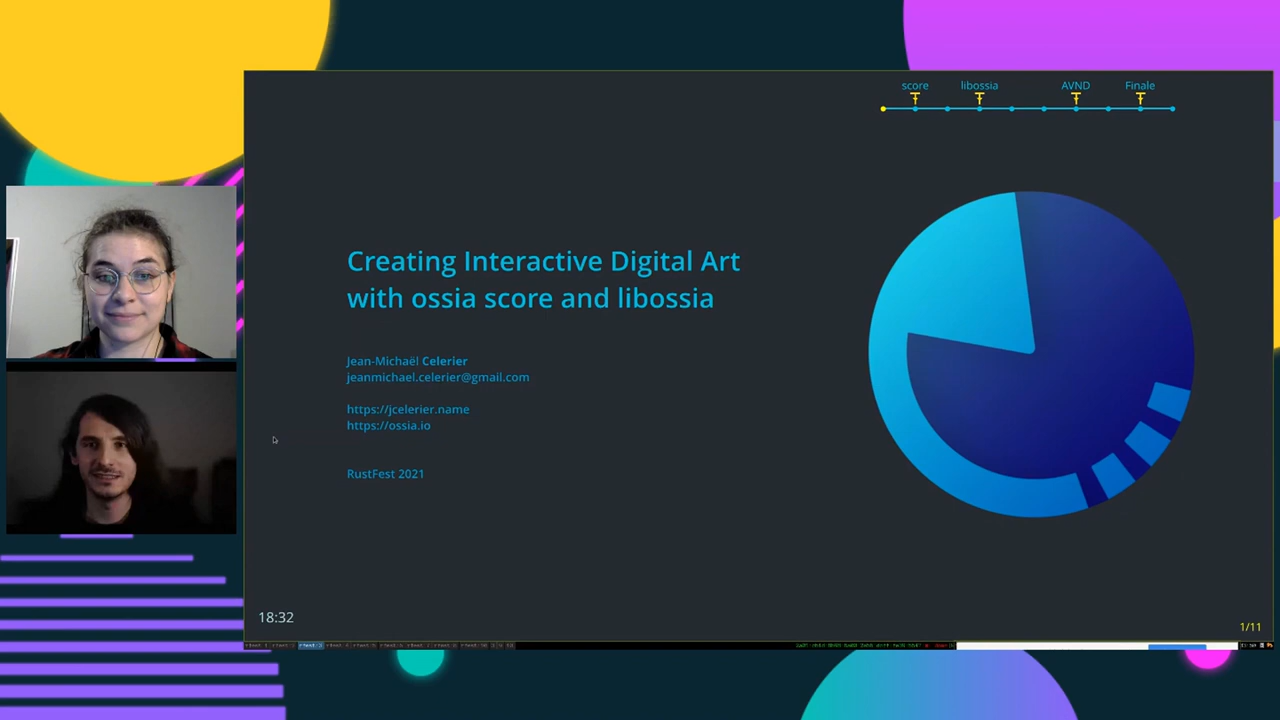 score libossia AVND Finale
Creating Interactive Digital Art
with ossia score and libossia
Jean-Michaël Celerier
jeanmichael.celerier@gmail.com
https://jcelerier.name
https://ossia.io
RustFest 2021
18:32
1/11